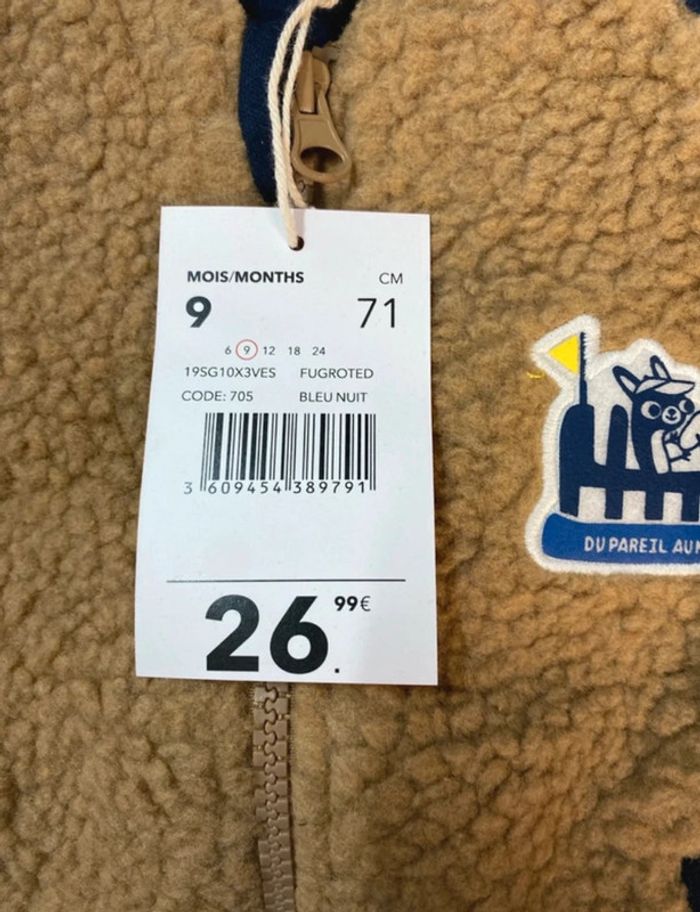 MOIS/MONTHS CM
9 71
6 9 12 18 24
19SG10X3VES FUGROTED
CODE: 705 BLEU NUIT
3 609454 389791
26.99€
DU PAREIL AU